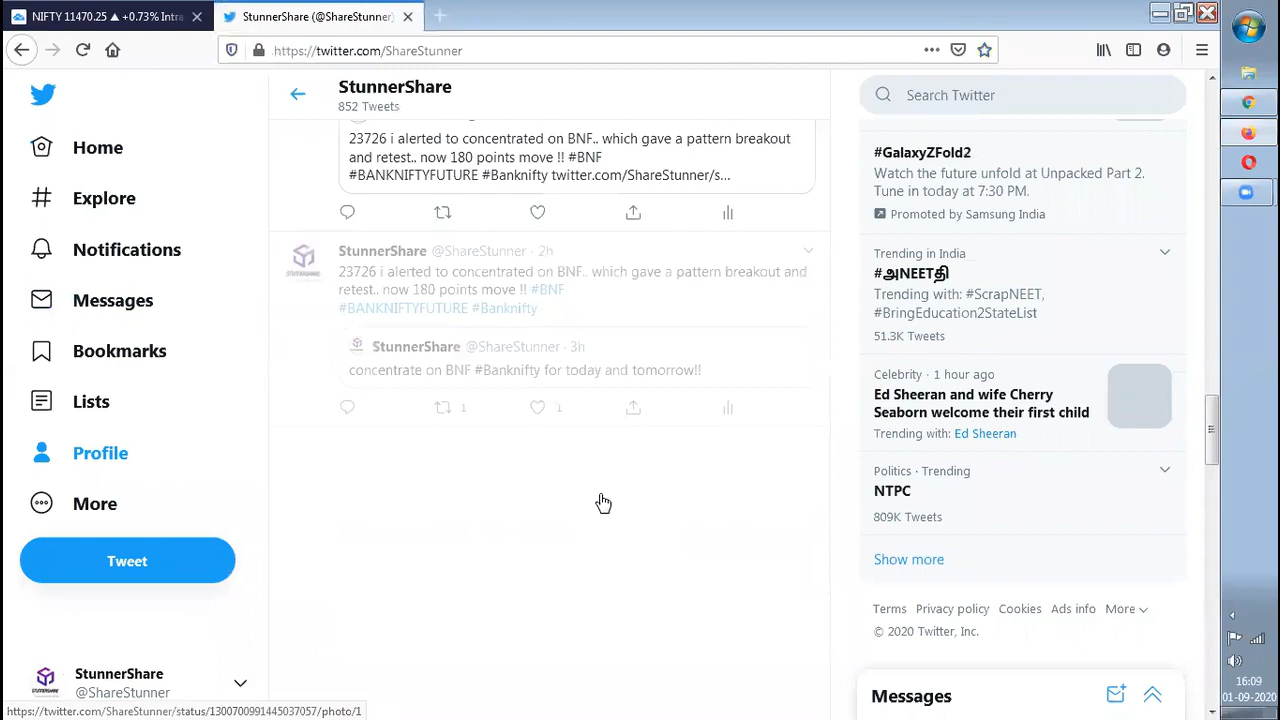 NIFTY 11470.25 ▲ +0.73% Intra
StunnerShare (@ShareStunner)
https://twitter.com/ShareStunner
Home
Explore
Notifications
Messages
Bookmarks
Lists
Profile
More
Tweet
StunnerShare
@ShareStunner
StunnerShare
852 Tweets
23726 i alerted to concentrated on BNF.. which gave a pattern breakout
and retest.. now 180 points move !! #BNF
#BANKNIFTYFUTURE #Banknifty twitter.com/ShareStunner/s...
StunnerShare @ShareStunner · 2h
23726 i alerted to concentrated on BNF.. which gave a pattern breakout and
retest.. now 180 points move !! #BNF
#BANKNIFTYFUTURE #Banknifty
StunnerShare @ShareStunner · 3h
concentrate on BNF #Banknifty for today and tomorrow!!
1 1
Search Twitter
#GalaxyZFold2
Watch the future unfold at Unpacked Part 2.
Tune in today at 7:30 PM.
Promoted by Samsung India
Trending in India
#அNEETதி
Trending with: #ScrapNEET,
#BringEducation2StateList
51.3K Tweets
Celebrity · 1 hour ago
Ed Sheeran and wife Cherry
Seaborn welcome their first child
Trending with: Ed Sheeran
Politics · Trending
NTPC
809K Tweets
Show more
Terms Privacy policy Cookies Ads info More
© 2020 Twitter, Inc.
Messages
https://twitter.com/ShareStunner/status/1300700991445037057/photo/1
16:09
01-09-2020